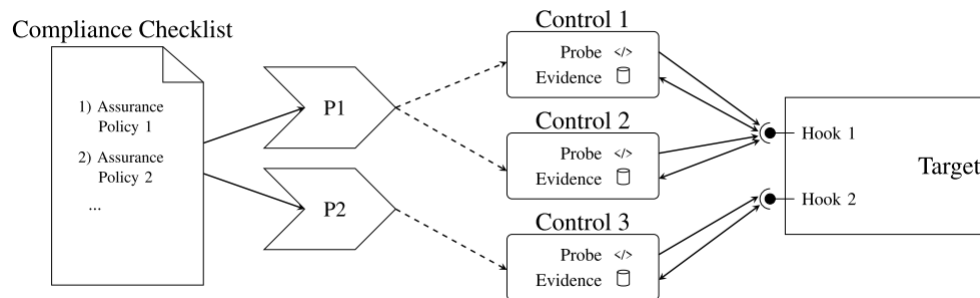 Compliance Checklist
1) Assurance
Policy 1
2) Assurance
Policy 2
...
P1
P2
Control 1
Probe </>
Evidence
Control 2
Probe </>
Evidence
Control 3
Probe </>
Evidence
Hook 1
Hook 2
Target